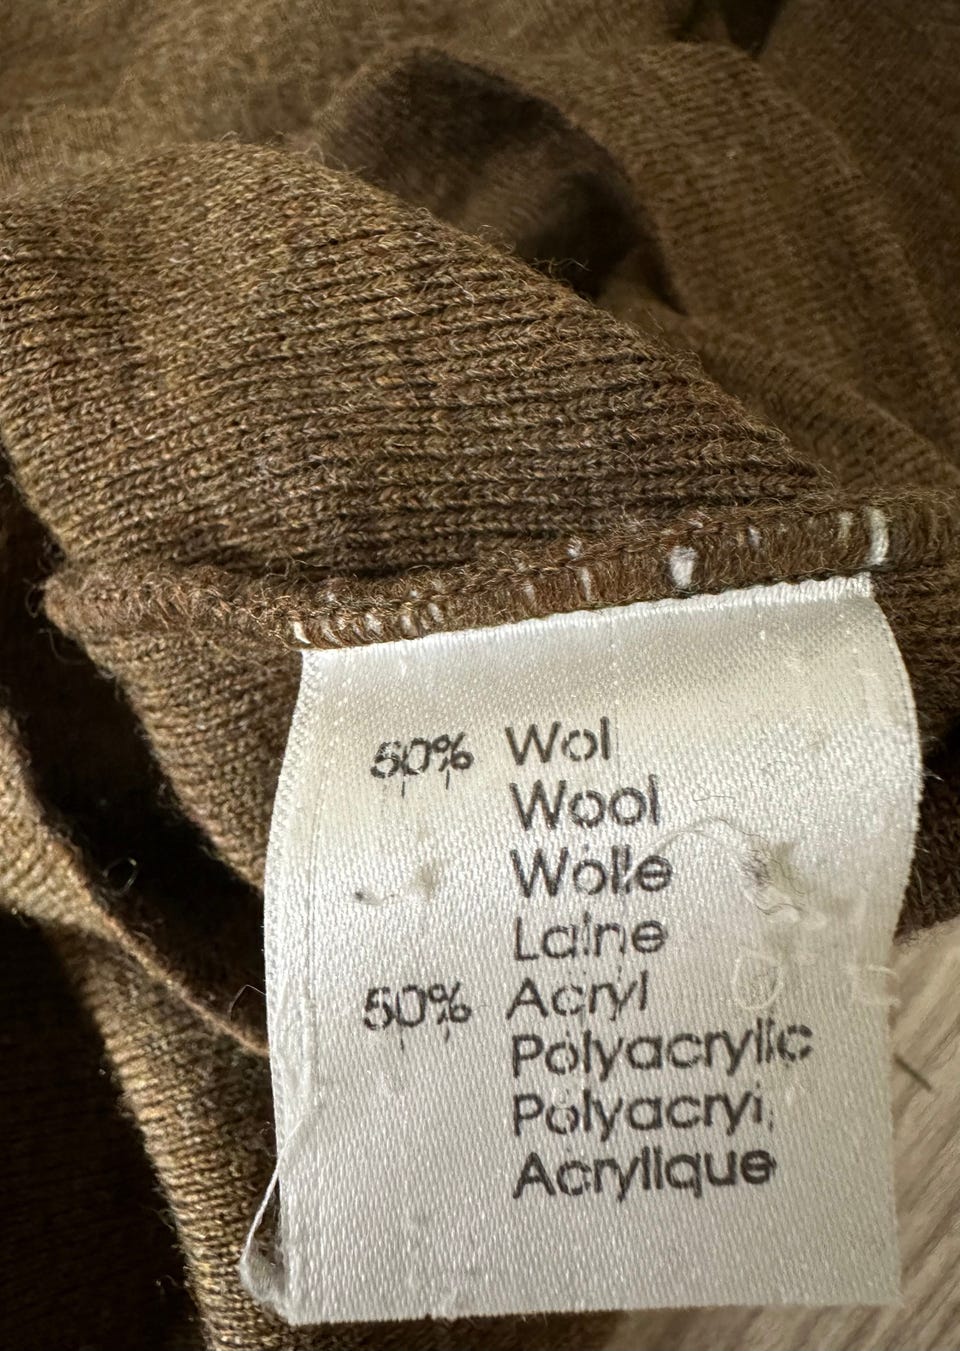 50% Wol
Wool
Wolle
Laine
50% Acryl
Polyacrylic
Polyacryl
Acrylique